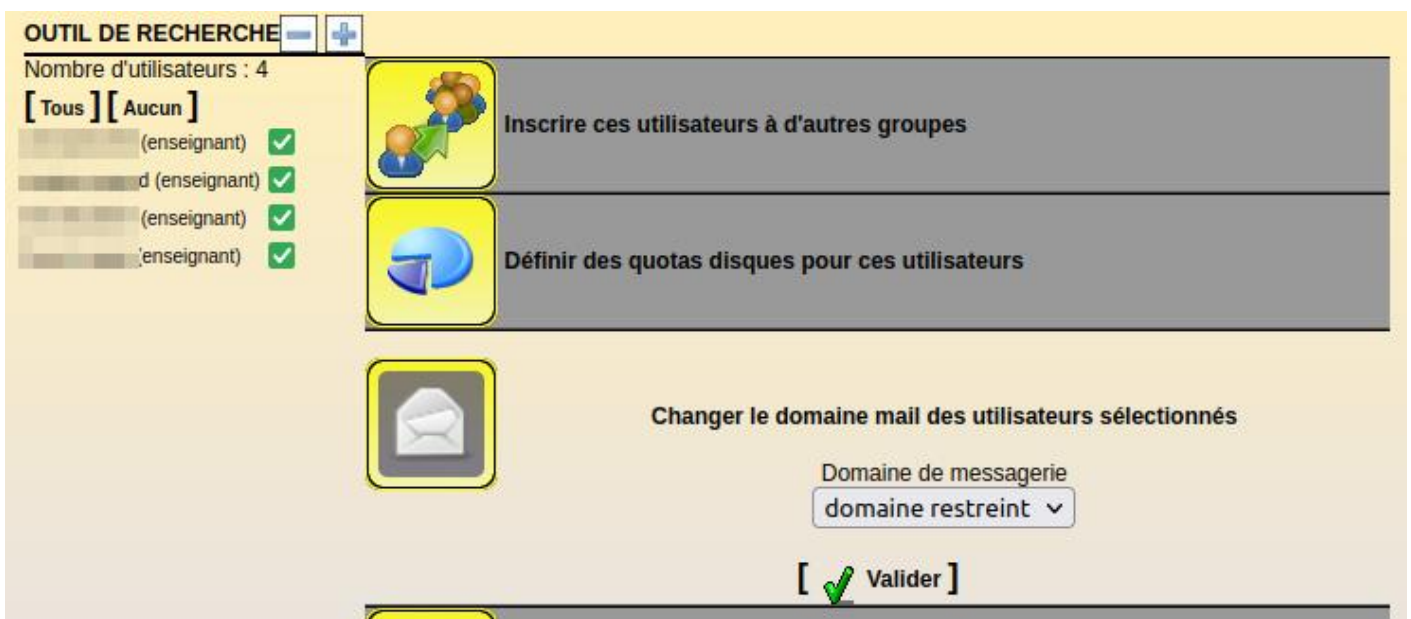 OUTIL DE RECHERCHE
Nombre d'utilisateurs : 4
[ Tous ] [ Aucun ]
(enseignant)
d (enseignant)
(enseignant)
(enseignant)
Inscrire ces utilisateurs à d'autres groupes
Définir des quotas disques pour ces utilisateurs
Changer le domaine mail des utilisateurs sélectionnés
Domaine de messagerie
domaine restreint
[ Valider ]